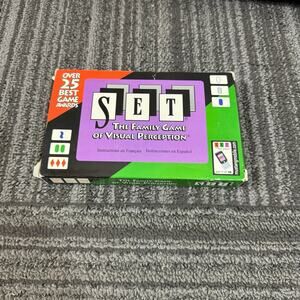 OVER
25
BEST
GAME
AWARDS
SET
THE FAMILY GAME
OF VISUAL PERCEPTION
Instructions en Français Instrucciones en Español